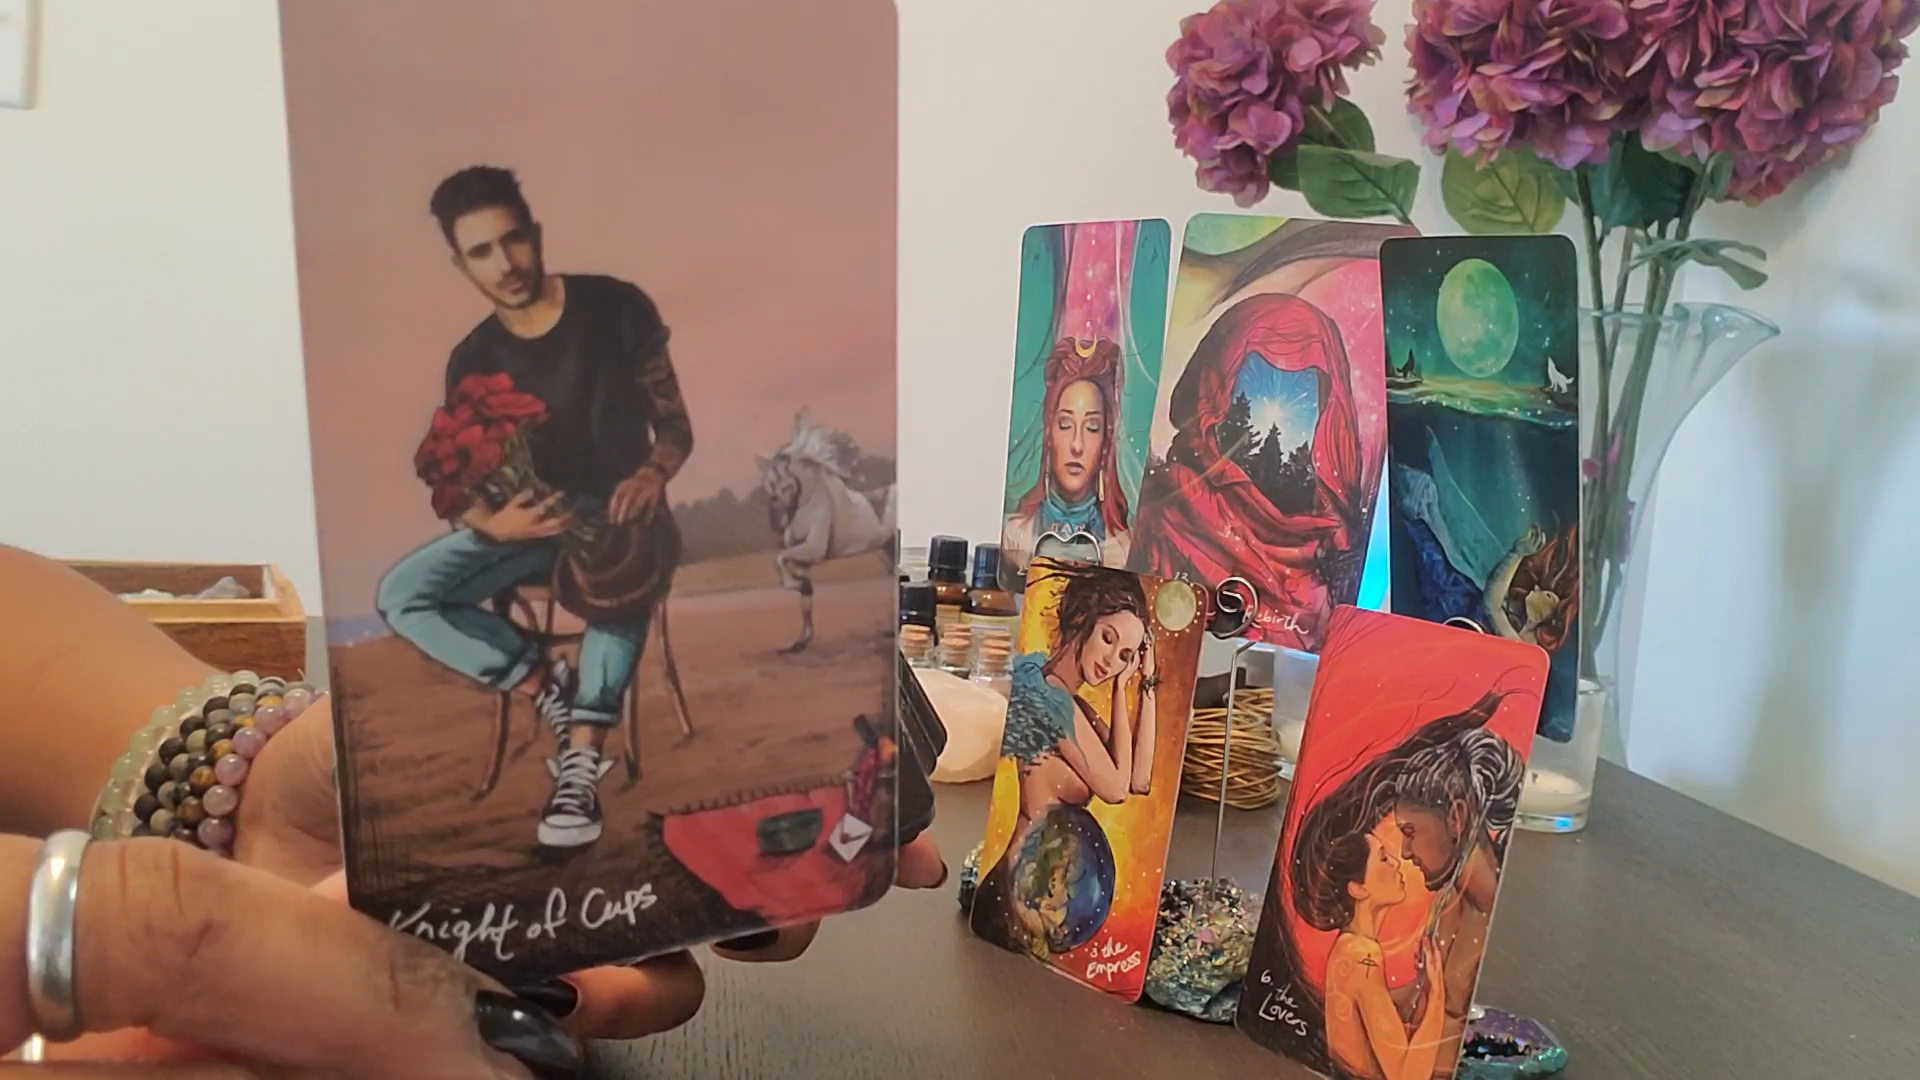 Knight of Cups
Rebirth
3 the
Empress
6. the
Lovers